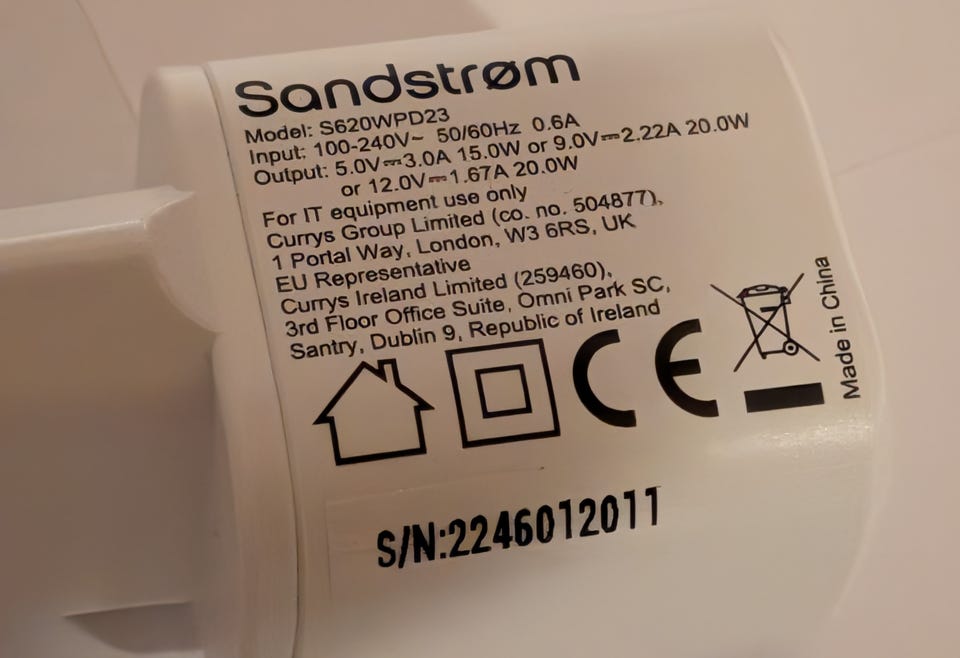 Sandstrøm
Model: S620WPD23
Input: 100-240V~ 50/60Hz 0.6A
Output: 5.0V⎓3.0A 15.0W or 9.0V⎓2.22A 20.0W
or 12.0V⎓1.67A 20.0W
For IT equipment use only
Currys Group Limited (co. no. 504877),
1 Portal Way, London, W3 6RS, UK
EU Representative
Currys Ireland Limited (259460),
3rd Floor Office Suite, Omni Park SC,
Santry, Dublin 9, Republic of Ireland
CE
Made in China
S/N:2246012011